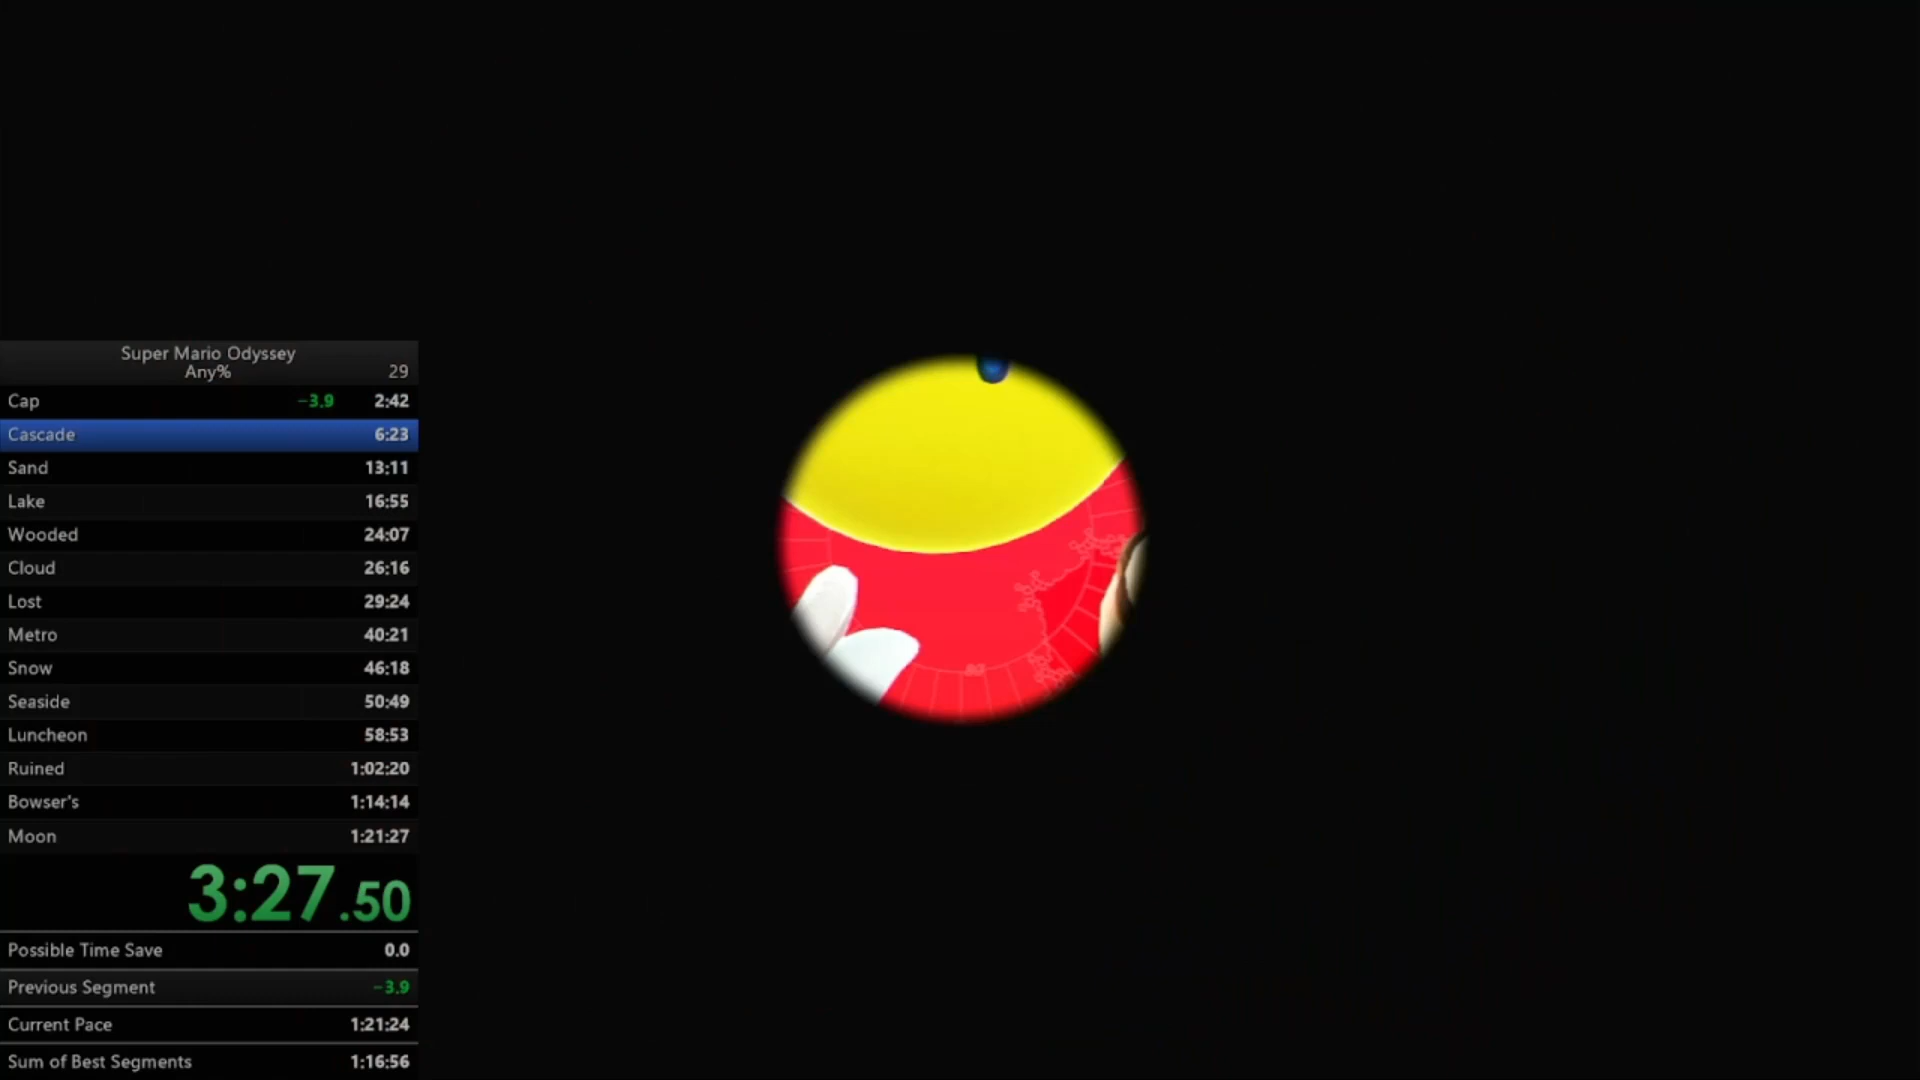 Super Mario Odyssey
Any% 29
Cap −3.9 2:42
Cascade 6:23
Sand 13:11
Lake 16:55
Wooded 24:07
Cloud 26:16
Lost 29:24
Metro 40:21
Snow 46:18
Seaside 50:49
Luncheon 58:53
Ruined 1:02:20
Bowser's 1:14:14
Moon 1:21:27
3:27.50
Possible Time Save 0.0
Previous Segment −3.9
Current Pace 1:21:24
Sum of Best Segments 1:16:56